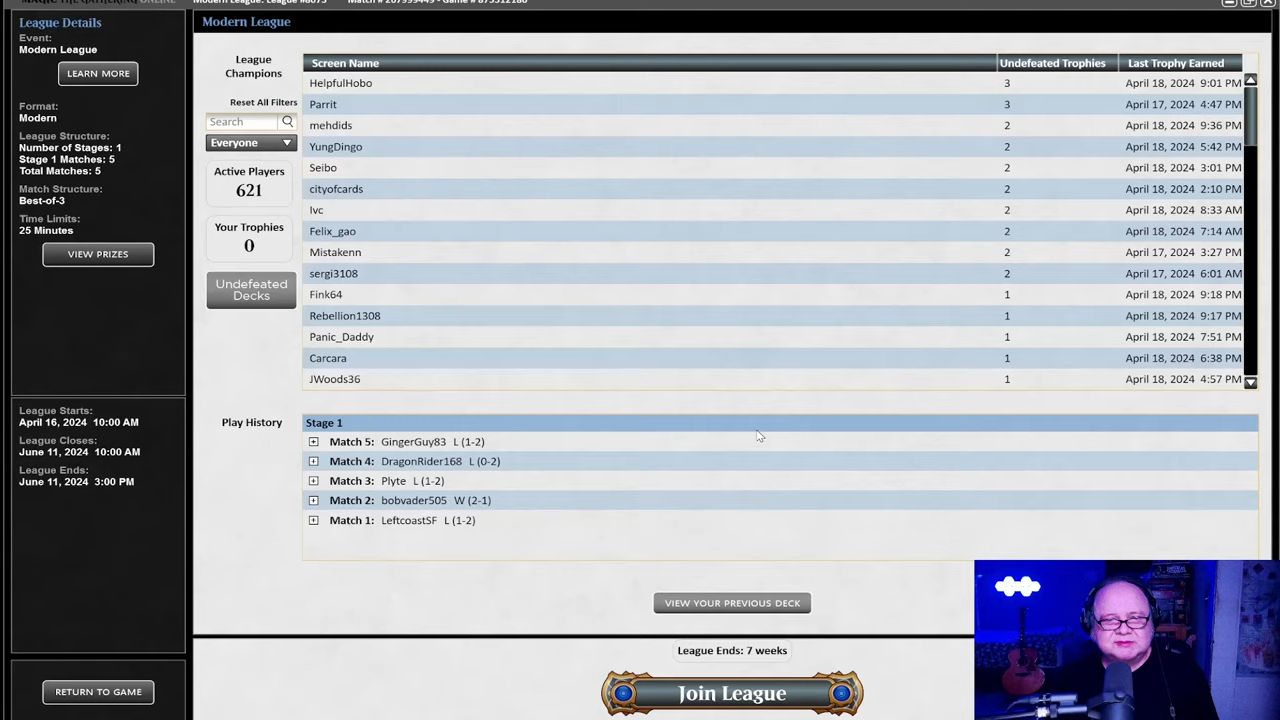 Modern League: League #8073
Match # 267999449 - Game # 875312180
League Details
Event:
Modern League
LEARN MORE
Format:
Modern
League Structure:
Number of Stages: 1
Stage 1 Matches: 5
Total Matches: 5
Match Structure:
Best-of-3
Time Limits:
25 Minutes
VIEW PRIZES
League Starts:
April 16, 2024 10:00 AM
League Closes:
June 11, 2024 10:00 AM
League Ends:
June 11, 2024 3:00 PM
RETURN TO GAME
Modern League
League
Champions
Reset All Filters
Search
Everyone
Active Players
621
Your Trophies
0
Undefeated
Decks
Screen Name Undefeated Trophies Last Trophy Earned
HelpfulHobo 3 April 18, 2024 9:01 PM
Parrit 3 April 17, 2024 4:47 PM
mehdids 2 April 18, 2024 9:36 PM
YungDingo 2 April 18, 2024 5:42 PM
Seibo 2 April 18, 2024 3:01 PM
cityofcards 2 April 18, 2024 2:10 PM
lvc 2 April 18, 2024 8:33 AM
Felix_gao 2 April 18, 2024 7:14 AM
Mistakenn 2 April 17, 2024 3:27 PM
sergi3108 2 April 17, 2024 6:01 AM
Fink64 1 April 18, 2024 9:18 PM
Rebellion1308 1 April 18, 2024 9:17 PM
Panic_Daddy 1 April 18, 2024 7:51 PM
Carcara 1 April 18, 2024 6:38 PM
JWoods36 1 April 18, 2024 4:57 PM
Play History
Stage 1
Match 5: GingerGuy83 L (1-2)
Match 4: DragonRider168 L (0-2)
Match 3: Plyte L (1-2)
Match 2: bobvader505 W (2-1)
Match 1: LeftcoastSF L (1-2)
VIEW YOUR PREVIOUS DECK
League Ends: 7 weeks
Join League